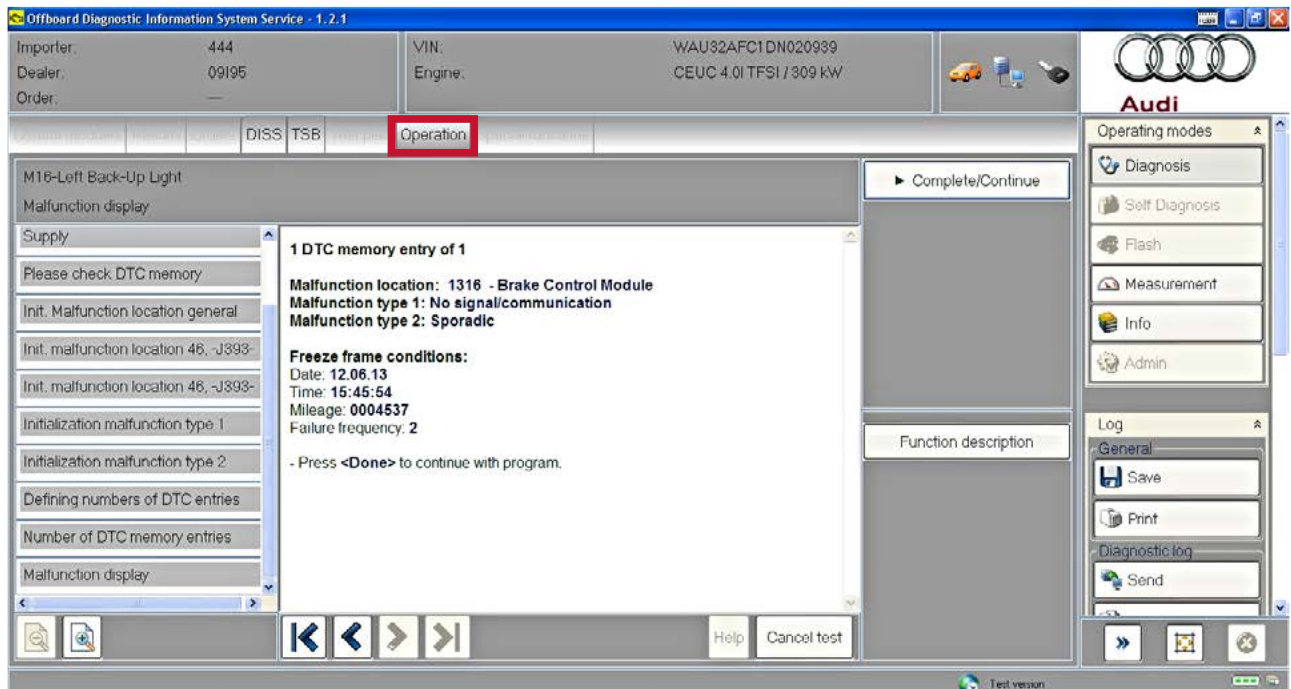 Offboard Diagnostic Information System Service - 1.2.1
Importer: 444
Dealer: 09195
Order: ---
VIN: WAU32AFC1DN020939
Engine: CEUC 4.0l TFSI / 309 kW
Audi
DISS TSB Operation
M16-Left Back-Up Light
Malfunction display
Supply
Please check DTC memory
Init. Malfunction location general
Init. malfunction location 46, -J393-
Init. malfunction location 46, -J393-
Initialization malfunction type 1
Initialization malfunction type 2
Defining numbers of DTC entries
Number of DTC memory entries
Malfunction display
1 DTC memory entry of 1
Malfunction location: 1316 - Brake Control Module
Malfunction type 1: No signal/communication
Malfunction type 2: Sporadic
Freeze frame conditions:
Date: 12.06.13
Time: 15:45:54
Mileage: 0004537
Failure frequency: 2
- Press <Done> to continue with program.
Help
Cancel test
Complete/Continue
Function description
Operating modes
Diagnosis
Self Diagnosis
Flash
Measurement
Info
Admin
Log
General
Save
Print
Diagnostic log
Send
Test version